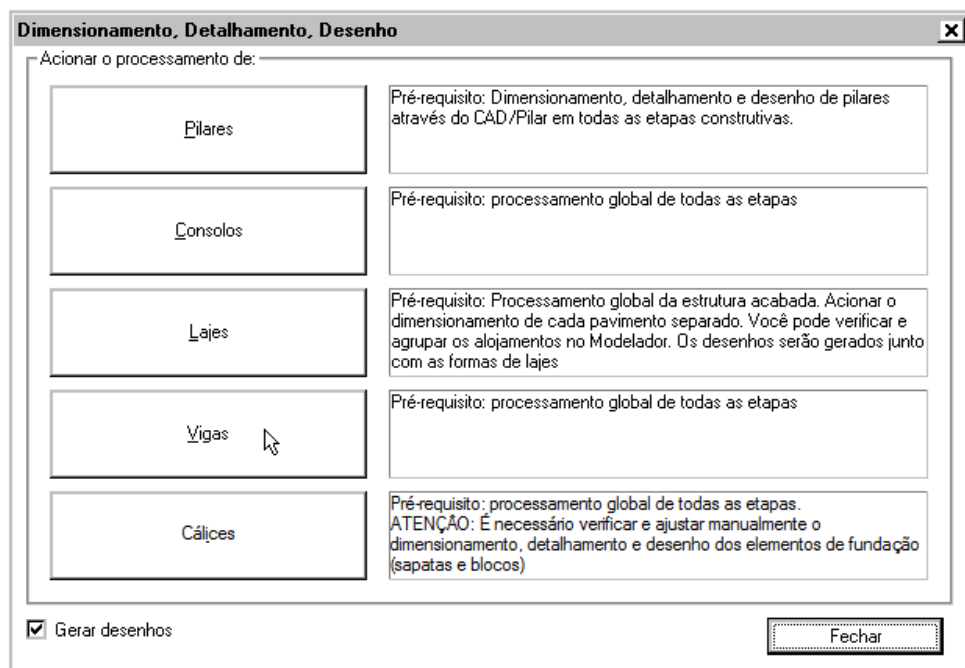 Dimensionamento, Detalhamento, Desenho
Acionar o processamento de:
Pilares
Pré-requisito: Dimensionamento, detalhamento e desenho de pilares
através do CAD/Pilar em todas as etapas construtivas.
Consolos
Pré-requisito: processamento global de todas as etapas
Lajes
Pré-requisito: Processamento global da estrutura acabada. Acionar o
dimensionamento de cada pavimento separado. Você pode verificar e
agrupar os alojamentos no Modelador. Os desenhos serão gerados junto
com as formas de lajes
Vigas
Pré-requisito: processamento global de todas as etapas
Cálices
Pré-requisito: processamento global de todas as etapas.
ATENÇÃO: É necessário verificar e ajustar manualmente o
dimensionamento, detalhamento e desenho dos elementos de fundação
(sapatas e blocos)
Gerar desenhos
Fechar